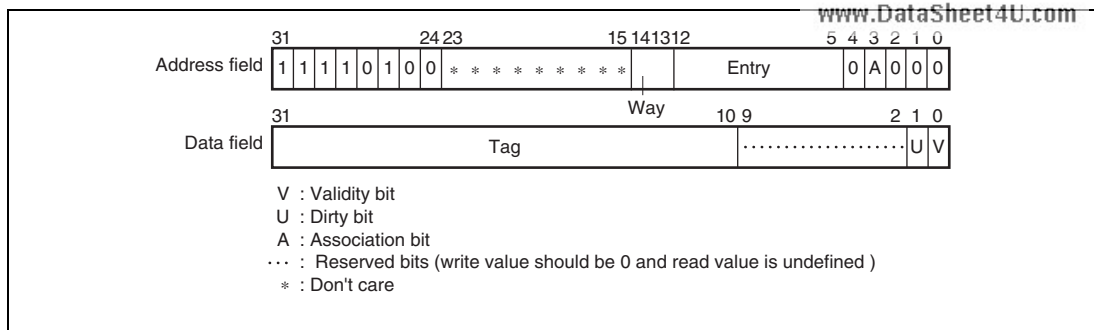 www.DataSheet4U.com
31 24 23 15 14 13 12 5 4 3 2 1 0
Address field 1 1 1 1 0 1 0 0 * * * * * * * * * Entry 0 A 0 0 0
Way
31 10 9 2 1 0
Data field Tag ................... U V
V : Validity bit
U : Dirty bit
A : Association bit
··· : Reserved bits (write value should be 0 and read value is undefined )
* : Don't care